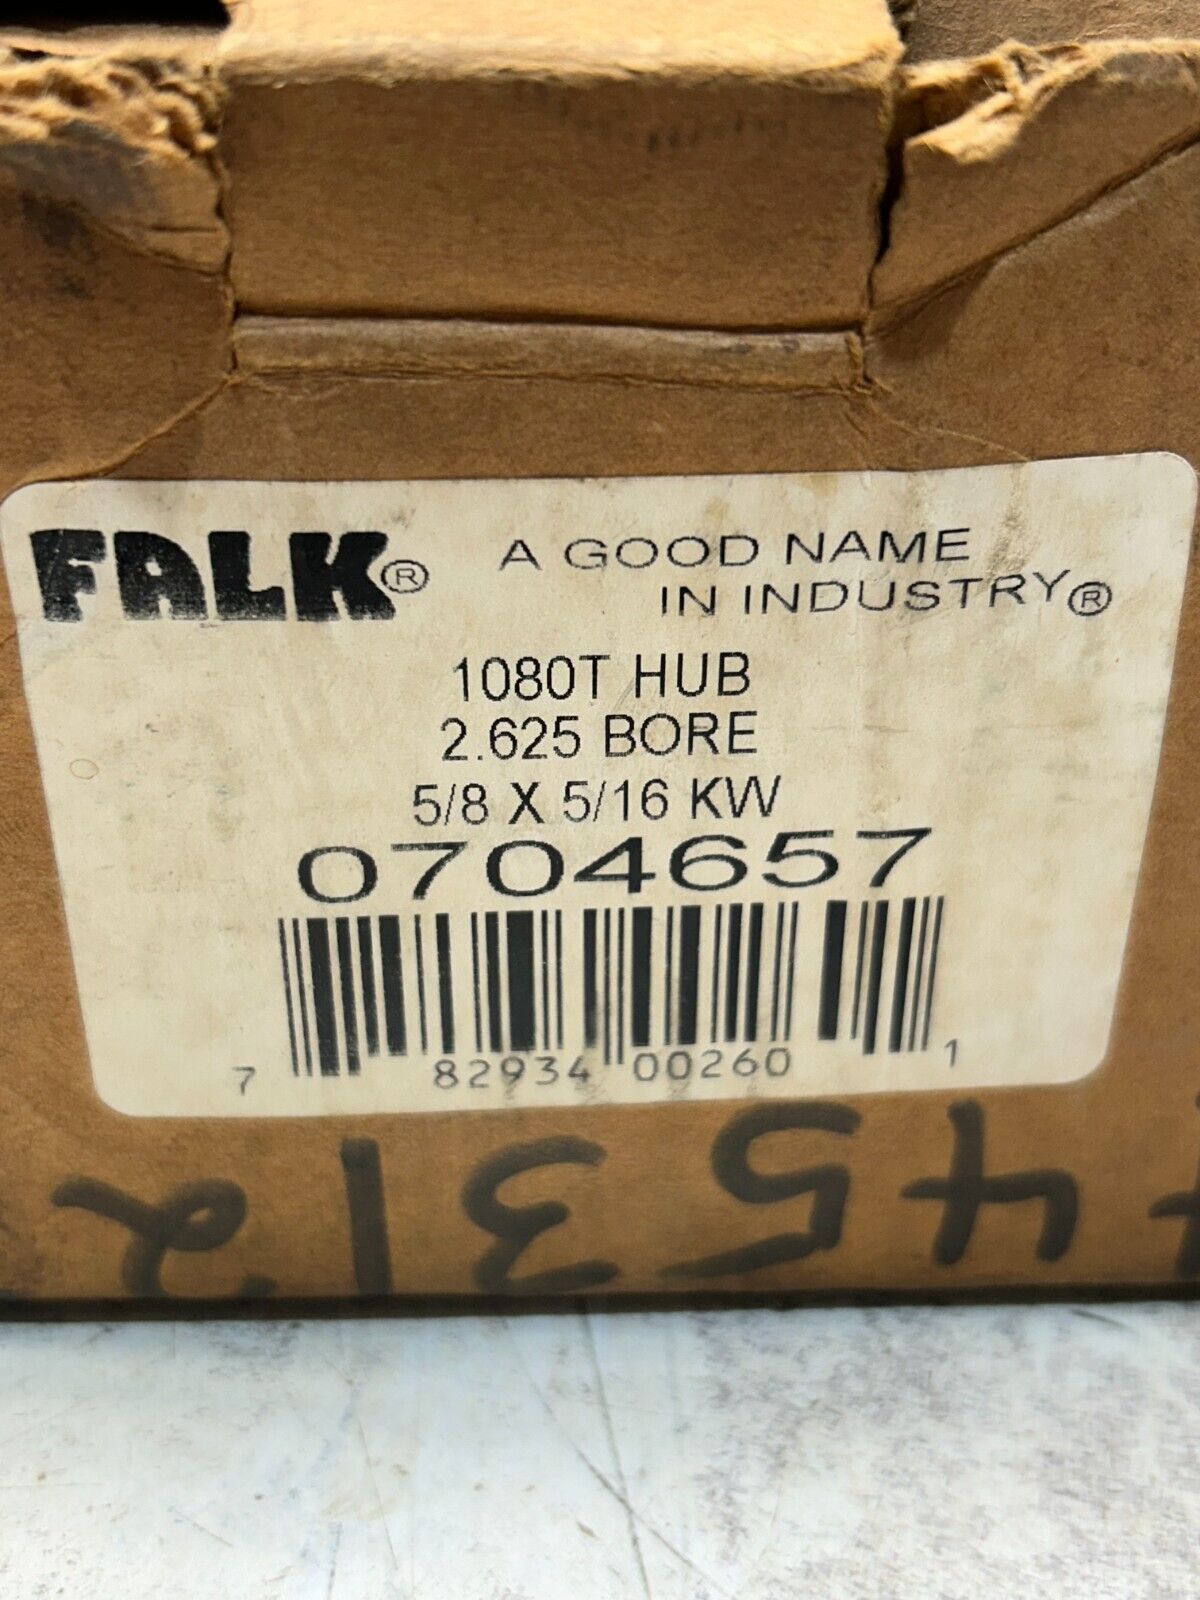 FALK® A GOOD NAME
IN INDUSTRY®
1080T HUB
2.625 BORE
5/8 X 5/16 KW
0704657
7 82934 00260 1
45312